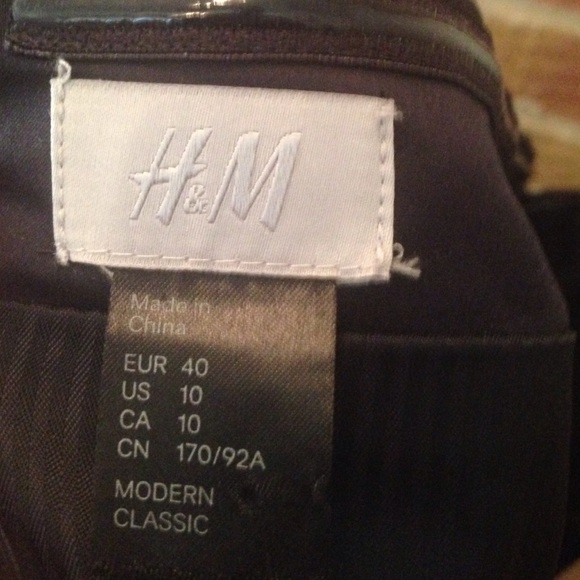 H&M
Made in
China
EUR 40
US 10
CA 10
CN 170/92A
MODERN
CLASSIC